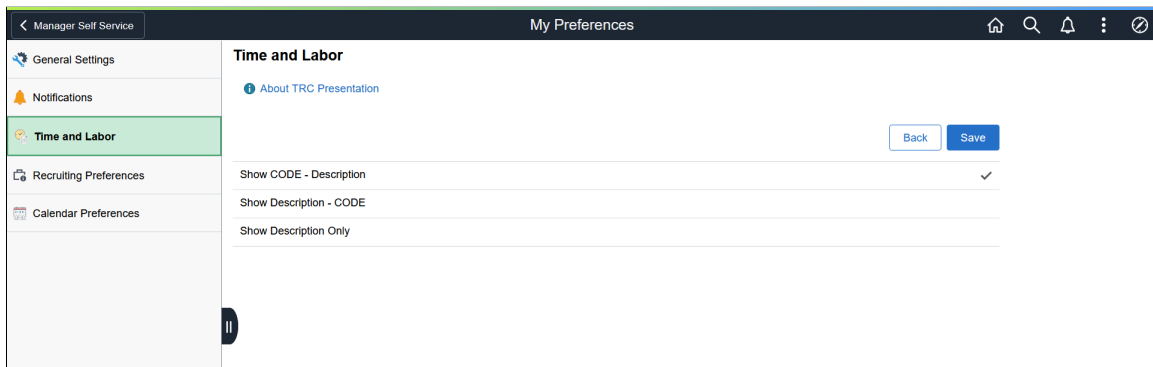 Manager Self Service
My Preferences
General Settings
Notifications
Time and Labor
Recruiting Preferences
Calendar Preferences
Time and Labor
About TRC Presentation
Back
Save
Show CODE - Description
Show Description - CODE
Show Description Only